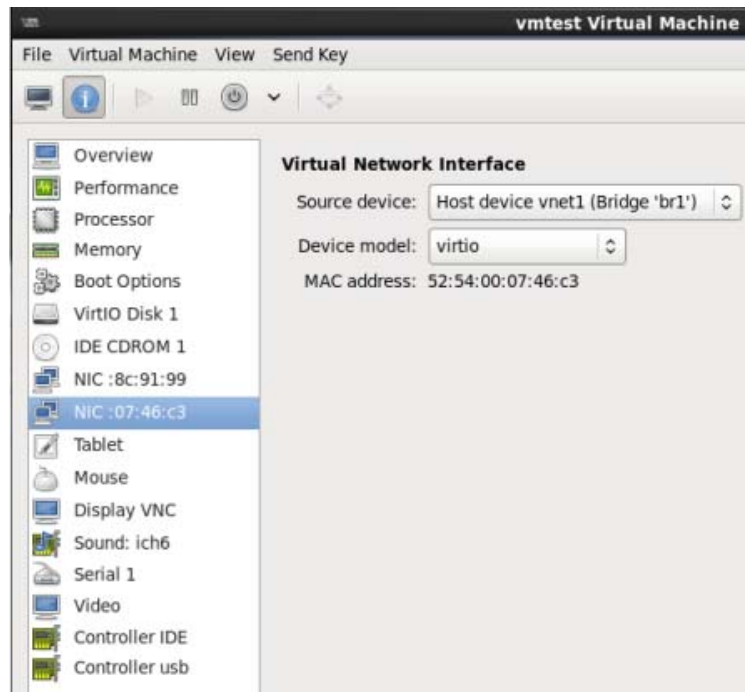 vm
vmtest Virtual Machine
File Virtual Machine View Send Key
Overview
Performance
Processor
Memory
Boot Options
VirtIO Disk 1
IDE CDROM 1
NIC :8c:91:99
NIC :07:46:c3
Tablet
Mouse
Display VNC
Sound: ich6
Serial 1
Video
Controller IDE
Controller usb
Virtual Network Interface
Source device: Host device vnet1 (Bridge 'br1')
Device model: virtio
MAC address: 52:54:00:07:46:c3